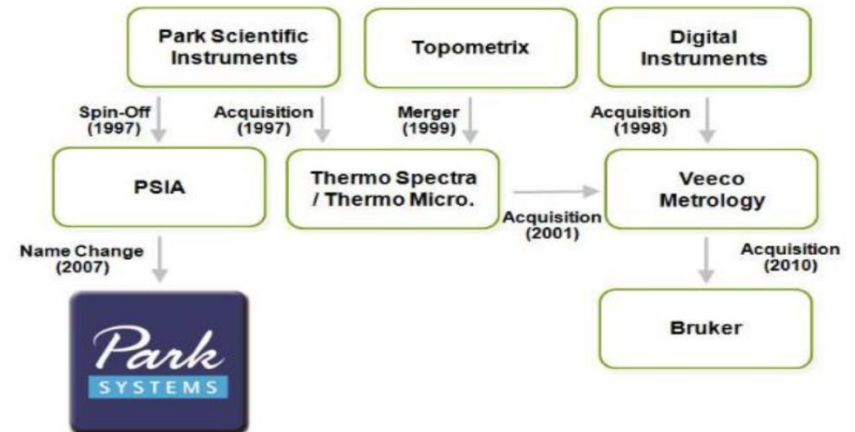 Park Scientific
Instruments
Topometrix
Digital
Instruments
Spin-Off
(1997)
Acquisition
(1997)
Merger
(1999)
Acquisition
(1998)
PSIA
Thermo Spectra
/ Thermo Micro.
Veeco
Metrology
Acquisition
(2001)
Name Change
(2007)
Acquisition
(2010)
Park
SYSTEMS
Bruker